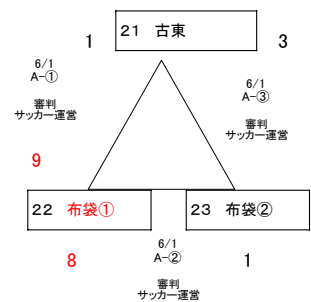 21 古東
1
3
6/1
A-①
審判
サッカー運営
6/1
A-③
審判
サッカー運営
9
22 布袋①
23 布袋②
8
6/1
A-②
審判
サッカー運営
1